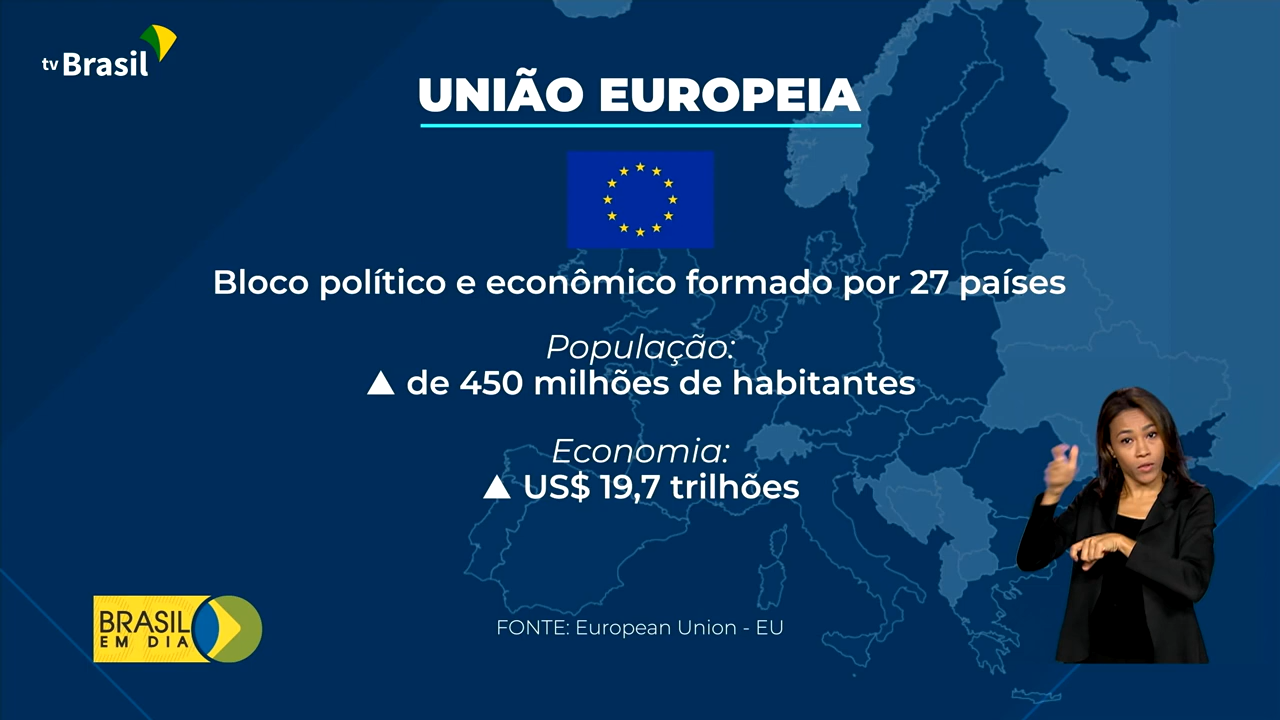 tv Brasil
UNIÃO EUROPEIA
Bloco político e econômico formado por 27 países
População:
▲ de 450 milhões de habitantes
Economia:
▲ US$ 19,7 trilhões
BRASIL
EM DIA
FONTE: European Union - EU